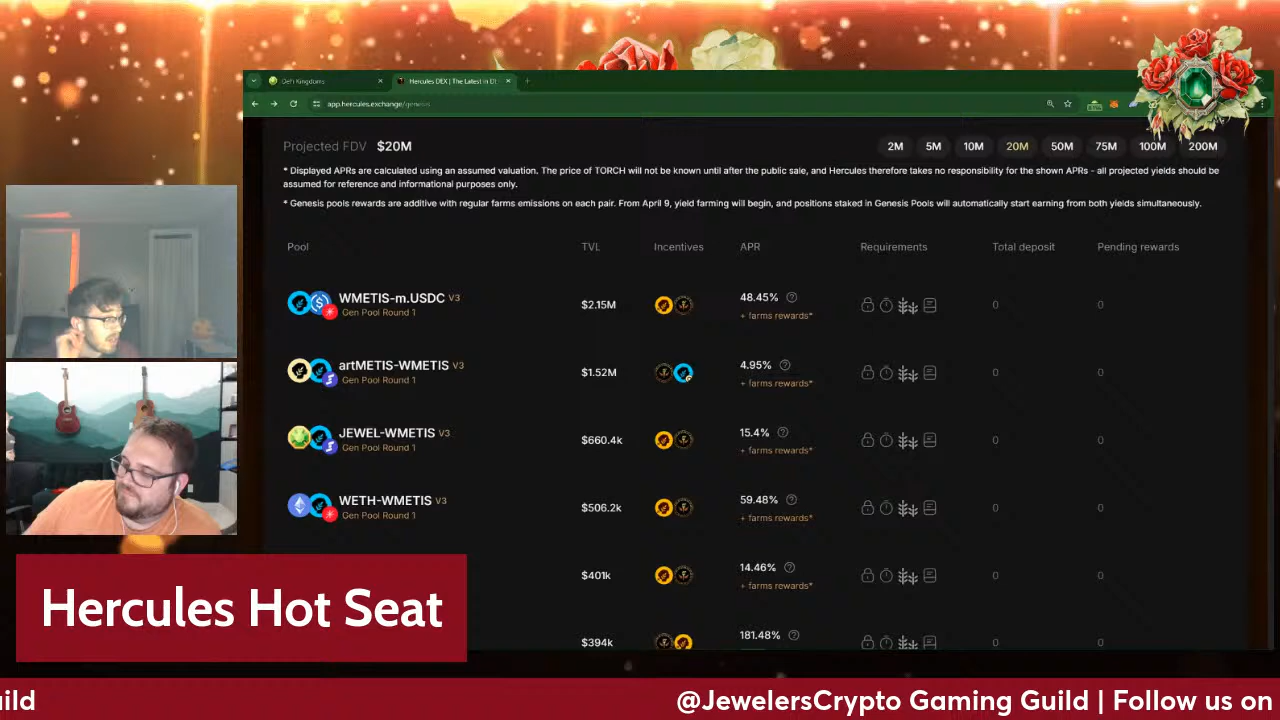 Defi Kingdoms
Hercules DEX | The Latest in D
app.hercules.exchange/genesis
Projected FDV $20M
2M 5M 10M 20M 50M 75M 100M 200M
* Displayed APRs are calculated using an assumed valuation. The price of TORCH will not be known until after the public sale, and Hercules therefore takes no responsibility for the shown APRs - all projected yields should be
assumed for reference and informational purposes only.
* Genesis pools rewards are additive with regular farms emissions on each pair. From April 9, yield farming will begin, and positions staked in Genesis Pools will automatically start earning from both yields simultaneously.
Pool TVL Incentives APR Requirements Total deposit Pending rewards
WMETIS-m.USDC V3 $2.15M 48.45% 0 0
Gen Pool Round 1 + farms rewards*
artMETIS-WMETIS V3 $1.52M 4.95% 0 0
Gen Pool Round 1 + farms rewards*
JEWEL-WMETIS V3 $660.4k 15.4% 0 0
Gen Pool Round 1 + farms rewards*
WETH-WMETIS V3 $506.2k 59.48% 0 0
Gen Pool Round 1 + farms rewards*
$401k 14.46% 0 0
+ farms rewards*
$394k 181.48% 0 0
Hercules Hot Seat
uild @JewelersCrypto Gaming Guild | Follow us on